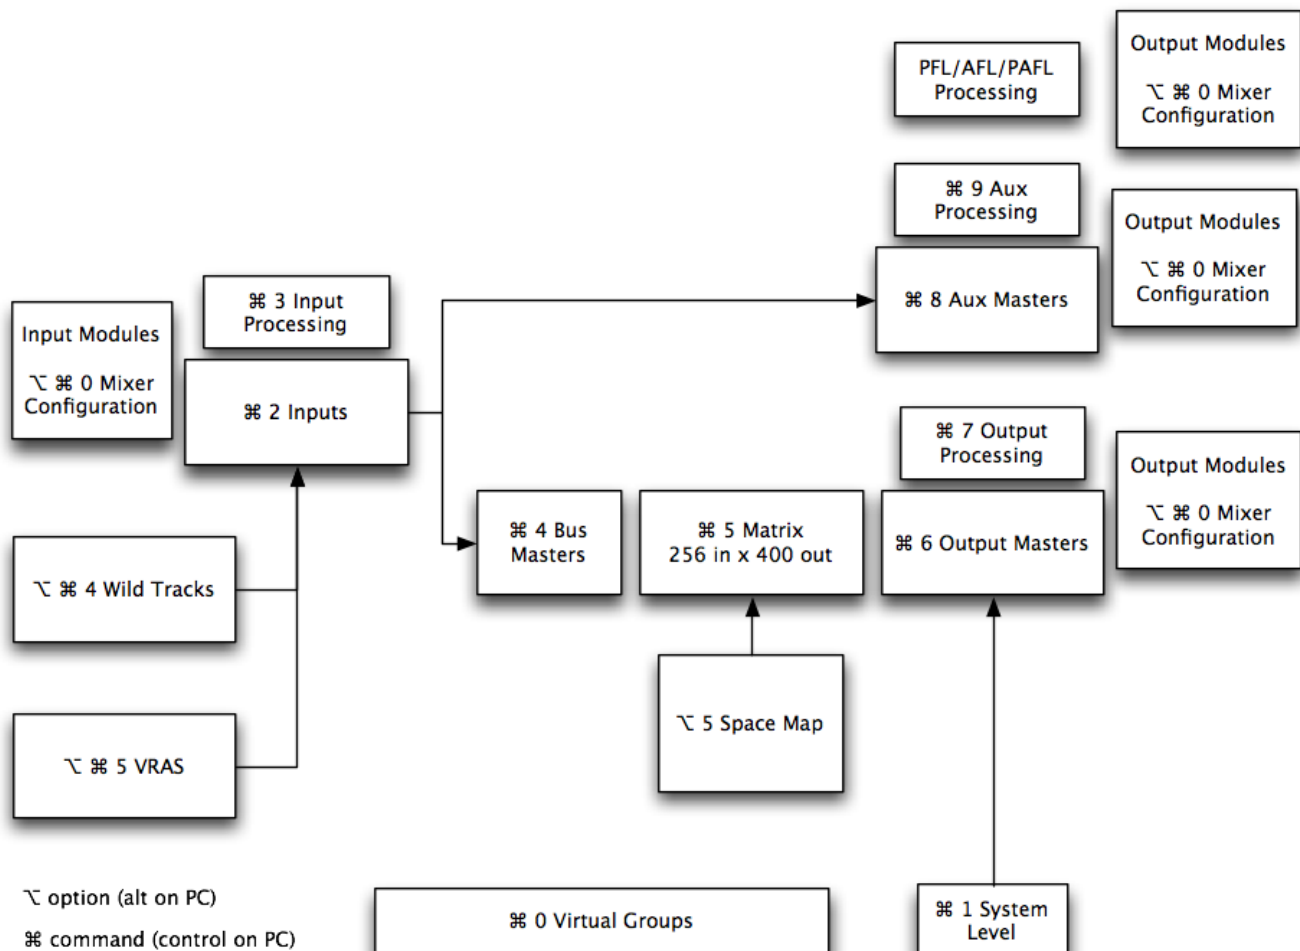 PFL/AFL/PAFL
Processing
Output Modules
⌥ ⌘ 0 Mixer
Configuration
⌘ 9 Aux
Processing
Output Modules
⌥ ⌘ 0 Mixer
Configuration
⌘ 8 Aux Masters
⌘ 3 Input
Processing
Input Modules
⌥ ⌘ 0 Mixer
Configuration
⌘ 2 Inputs
⌘ 7 Output
Processing
Output Modules
⌥ ⌘ 0 Mixer
Configuration
⌘ 4 Bus
Masters
⌘ 5 Matrix
256 in x 400 out
⌘ 6 Output Masters
⌥ ⌘ 4 Wild Tracks
⌥ 5 Space Map
⌥ ⌘ 5 VRAS
⌥ option (alt on PC)
⌘ command (control on PC)
⌘ 0 Virtual Groups
⌘ 1 System
Level